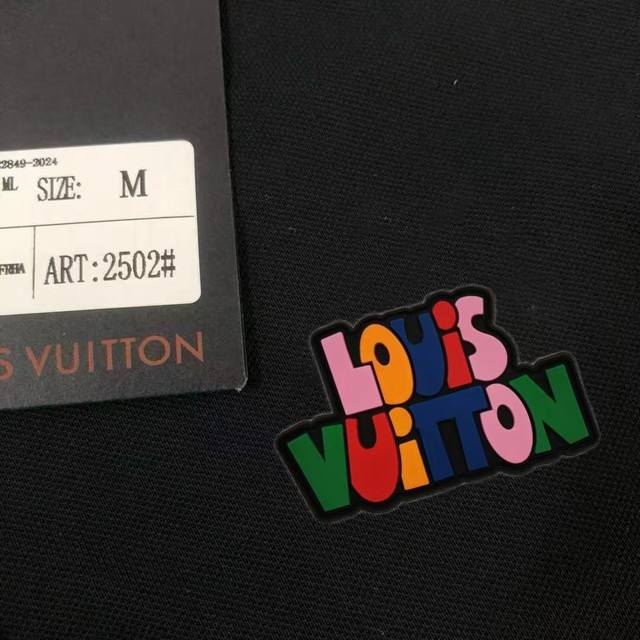 2849-2024
ML SIZE: M
ART:2502#
S VUITTON
LOUiS
VUiTTON